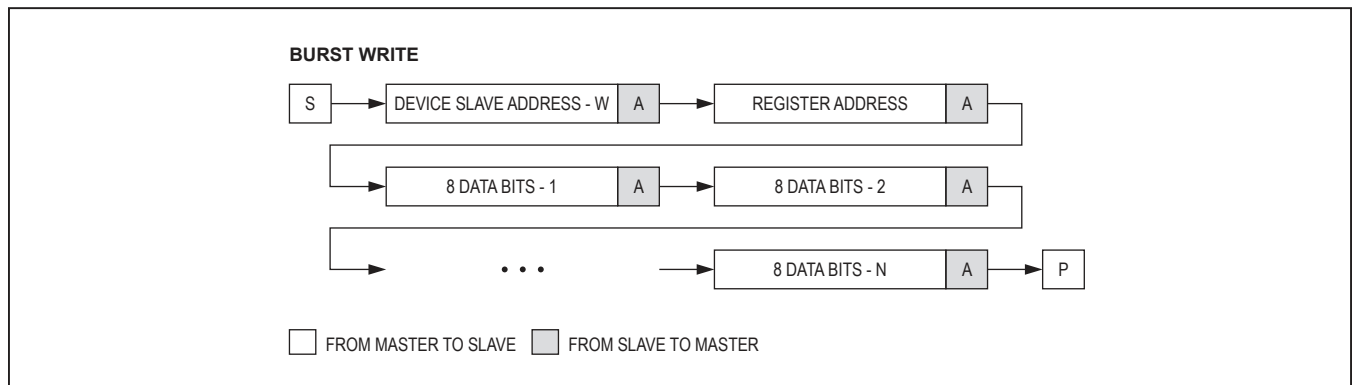 BURST WRITE
S DEVICE SLAVE ADDRESS - W A REGISTER ADDRESS A
8 DATA BITS - 1 A 8 DATA BITS - 2 A
• • • 8 DATA BITS - N A P
FROM MASTER TO SLAVE FROM SLAVE TO MASTER